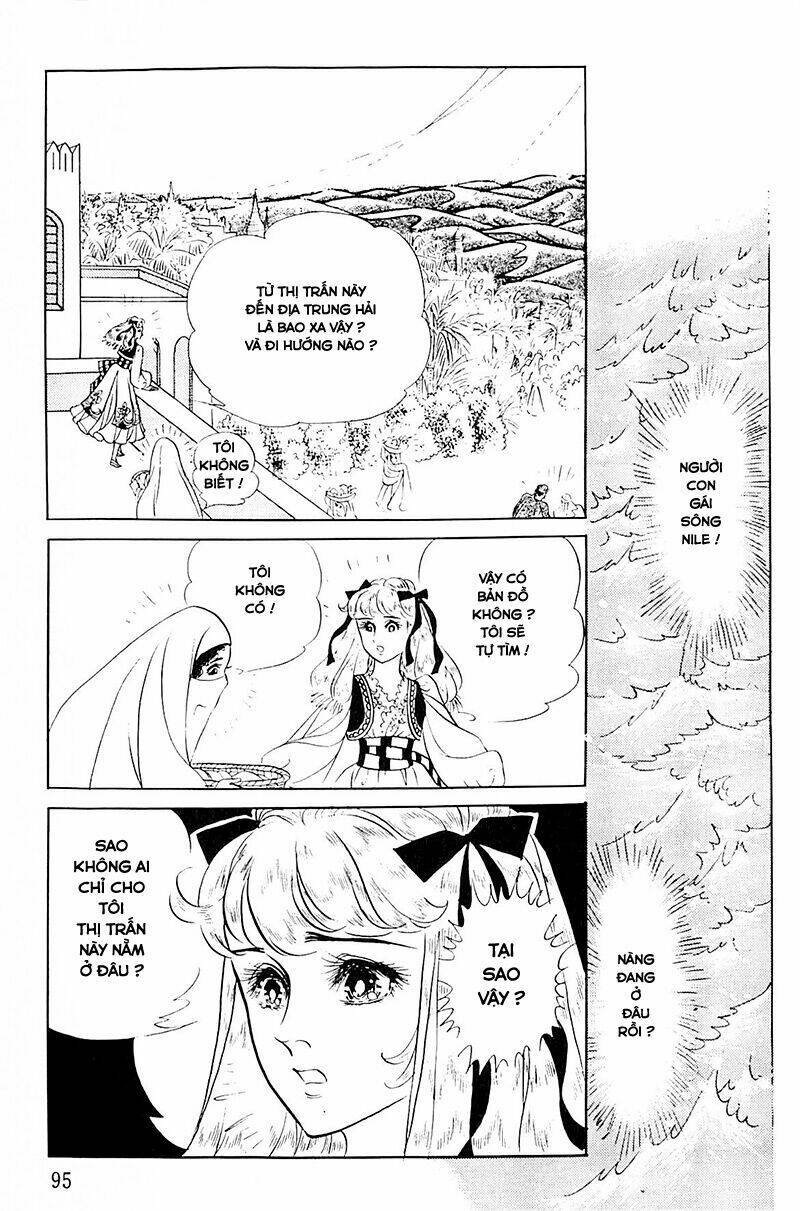 NGƯỜI
CON
GÁI
SÔNG
NILE !
NÀNG
ĐANG
Ở
ĐÂU
RỒI ?
TỪ THỊ TRẤN NÀY
ĐẾN ĐỊA TRUNG HẢI
LÀ BAO XA VẬY ?
VÀ ĐI HƯỚNG NÀO ?
TÔI
KHÔNG
BIẾT !
VẬY CÓ
BẢN ĐỒ
KHÔNG ?
TÔI SẼ
TỰ TÌM !
TÔI
KHÔNG
CÓ !
SAO
KHÔNG AI
CHỈ CHO
TÔI
THỊ TRẤN
NÀY NẰM
Ở ĐÂU ?
TẠI
SAO
VẬY ?
95